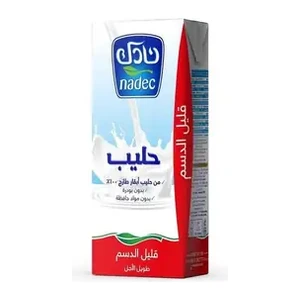 نادك
nadec
حليب
من حليب أبقار طازج ١٠٠٪
بدون بودرة
بدون مواد حافظة
قليل الدسم
طويل الأجل
قليل الدسم